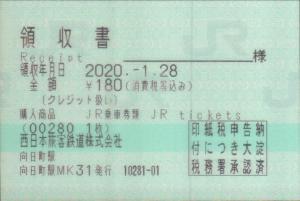 領収書
Receipt 様
領収年月日 2020.-1.28
金額 ¥180(消費税等込み)
(クレジット扱い)
購入商品 JR乗車券類 JR tickets
(00280 1枚)
西日本旅客鉄道株式会社
向日町駅
向日町駅MK31発行 10281-01
印紙税申告納
付につき大淀
税務署承認済